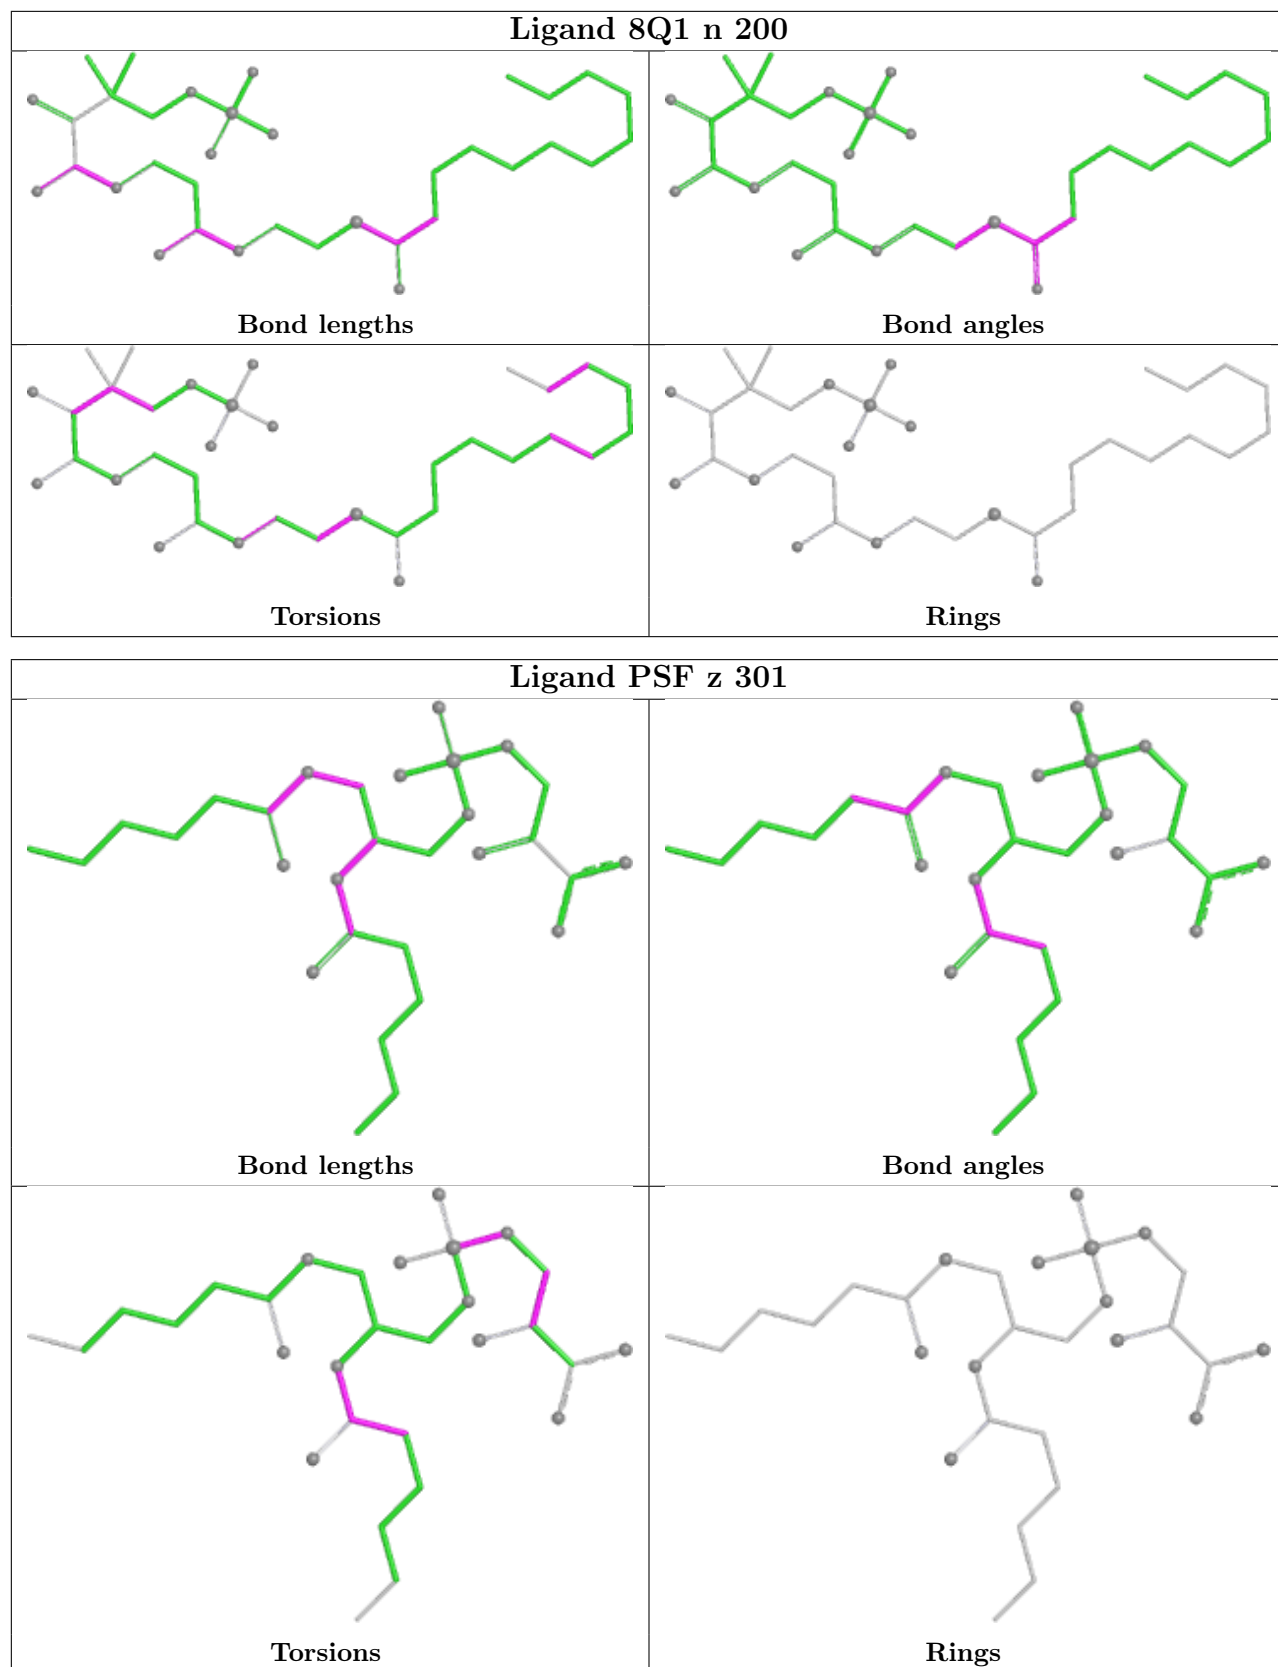 Ligand 8Q1 n 200
Bond lengths
Bond angles
Torsions
Rings
Ligand PSF z 301
Bond lengths
Bond angles
Torsions
Rings